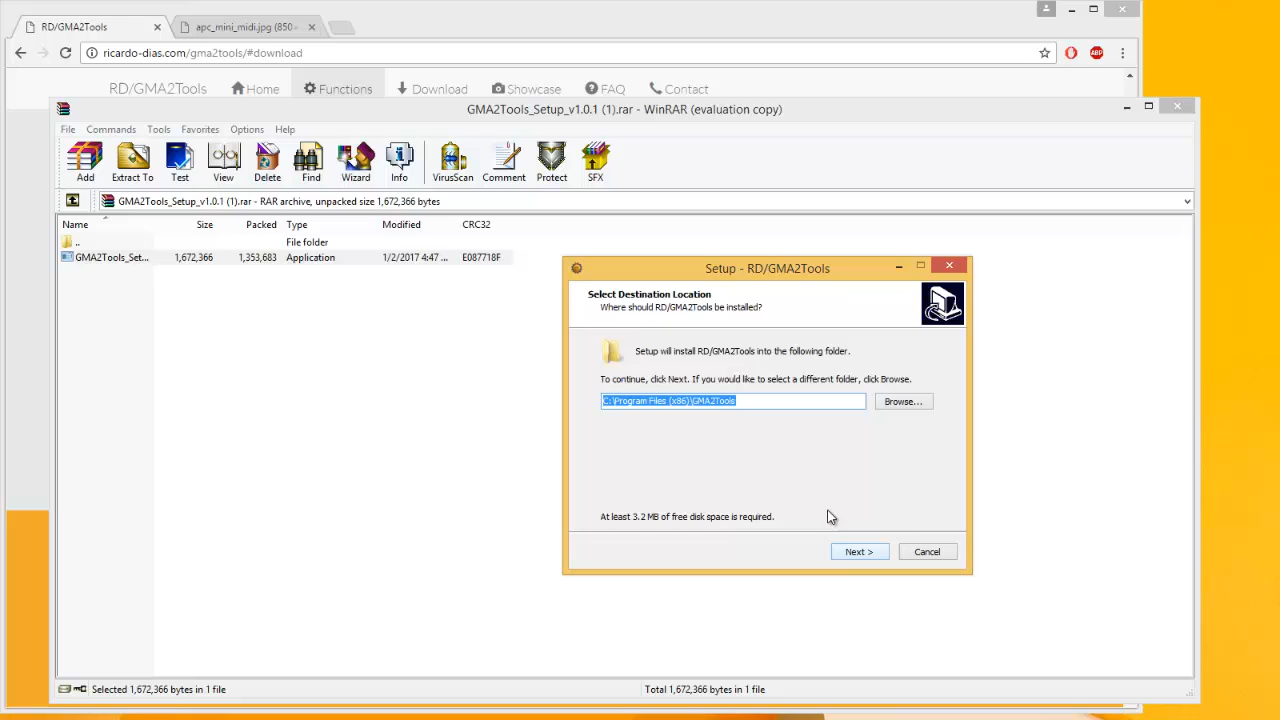 RD/GMA2Tools
apc_mini_midi.jpg (850×
ricardo-dias.com/gma2tools/#download
ABP
RD/GMA2Tools Home Functions Download Showcase FAQ Contact
GMA2Tools_Setup_v1.0.1 (1).rar - WinRAR (evaluation copy)
File Commands Tools Favorites Options Help
Add Extract To Test View Delete Find Wizard Info VirusScan Comment Protect SFX
GMA2Tools_Setup_v1.0.1 (1).rar - RAR archive, unpacked size 1,672,366 bytes
Name Size Packed Type Modified CRC32
.. File folder
GMA2Tools_Set... 1,672,366 1,353,683 Application 1/2/2017 4:47 ... E087718F
Setup - RD/GMA2Tools
Select Destination Location
Where should RD/GMA2Tools be installed?
Setup will install RD/GMA2Tools into the following folder.
To continue, click Next. If you would like to select a different folder, click Browse.
C:\Program Files (x86)\GMA2Tools
Browse...
At least 3.2 MB of free disk space is required.
Next > Cancel
Selected 1,672,366 bytes in 1 file
Total 1,672,366 bytes in 1 file